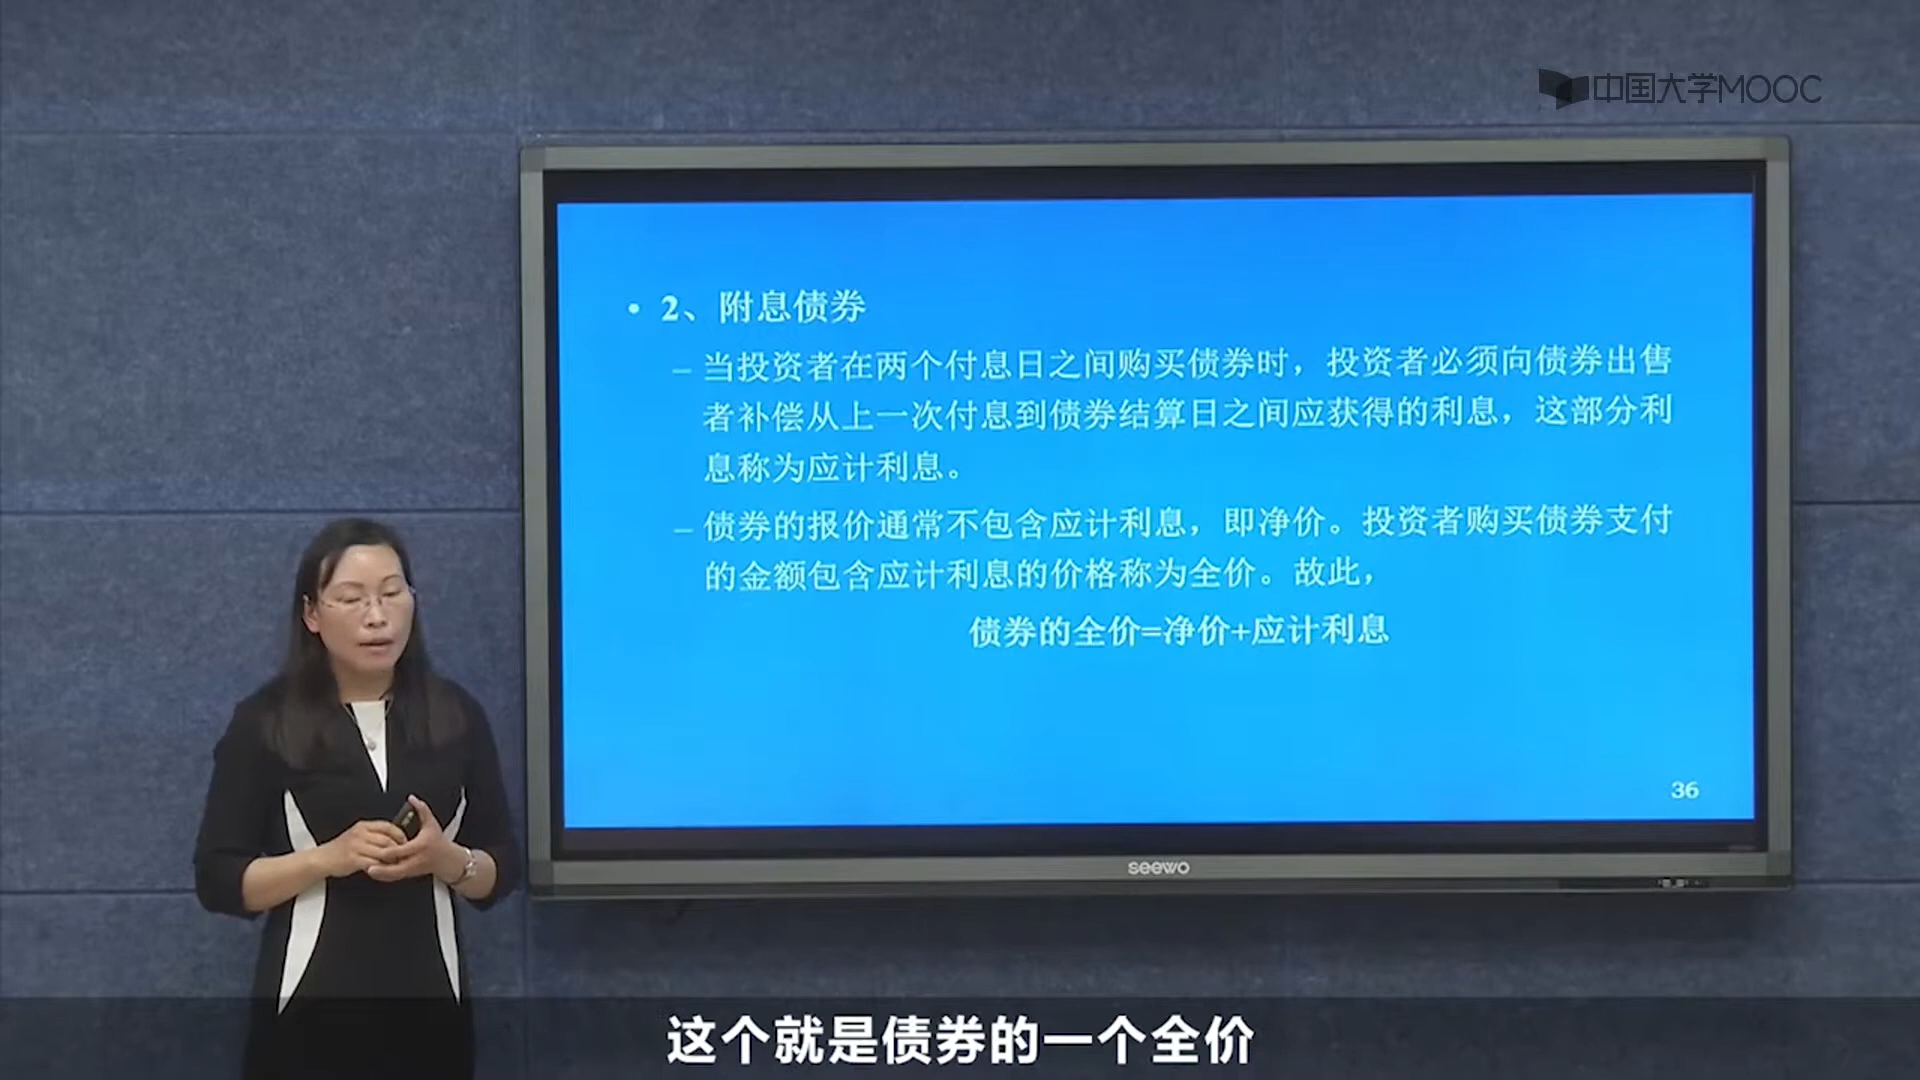 中国大学MOOC
• 2、附息债券
– 当投资者在两个付息日之间购买债券时，投资者必须向债券出售
者补偿从上一次付息到债券结算日之间应获得的利息，这部分利
息称为应计利息。
– 债券的报价通常不包含应计利息，即净价。投资者购买债券支付
的金额包含应计利息的价格称为全价。故此，
债券的全价=净价+应计利息
36
seewo
这个就是债券的一个全价